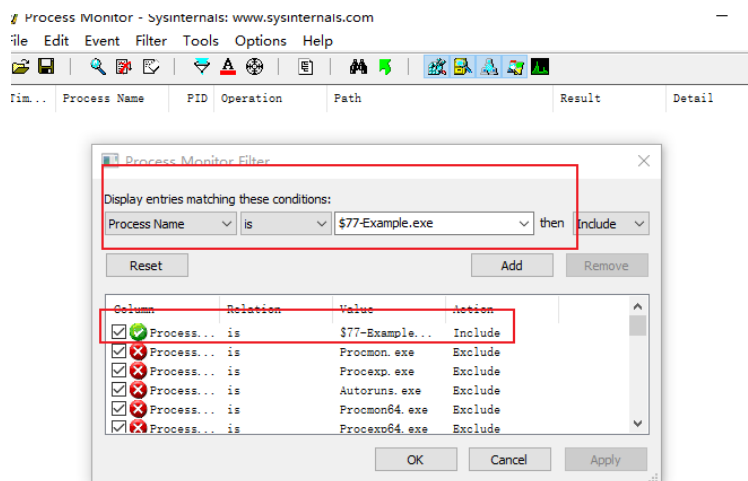 Process Monitor - Sysinternals: www.sysinternals.com
File Edit Event Filter Tools Options Help
Tim... Process Name PID Operation Path Result Detail
Process Monitor Filter
Display entries matching these conditions:
Process Name is $77-Example.exe then Include
Reset Add Remove
Column Relation Value Action
Process... is $77-Example... Include
Process... is Procmon.exe Exclude
Process... is Procexp.exe Exclude
Process... is Autoruns.exe Exclude
Process... is Procmon64.exe Exclude
Process... is Procexp64.exe Exclude
OK Cancel Apply